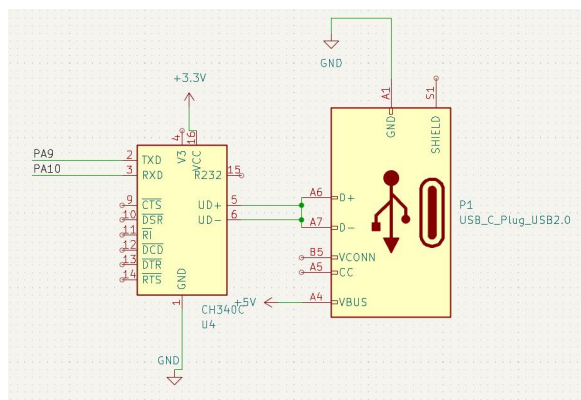 GND
+3.3V
A1
S1
4
16
PA9
2
TXD
V3
VCC
GND
SHIELD
PA10
3
RXD
R232
15
A6
D+
9
CTS
UD+
5
P1
10
DSR
UD-
6
A7
D-
USB_C_Plug_USB2.0
11
RI
12
DCD
B5
VCONN
13
DTR
A5
CC
14
RTS
GND
1
+5V
A4
VBUS
CH340C
U4
GND